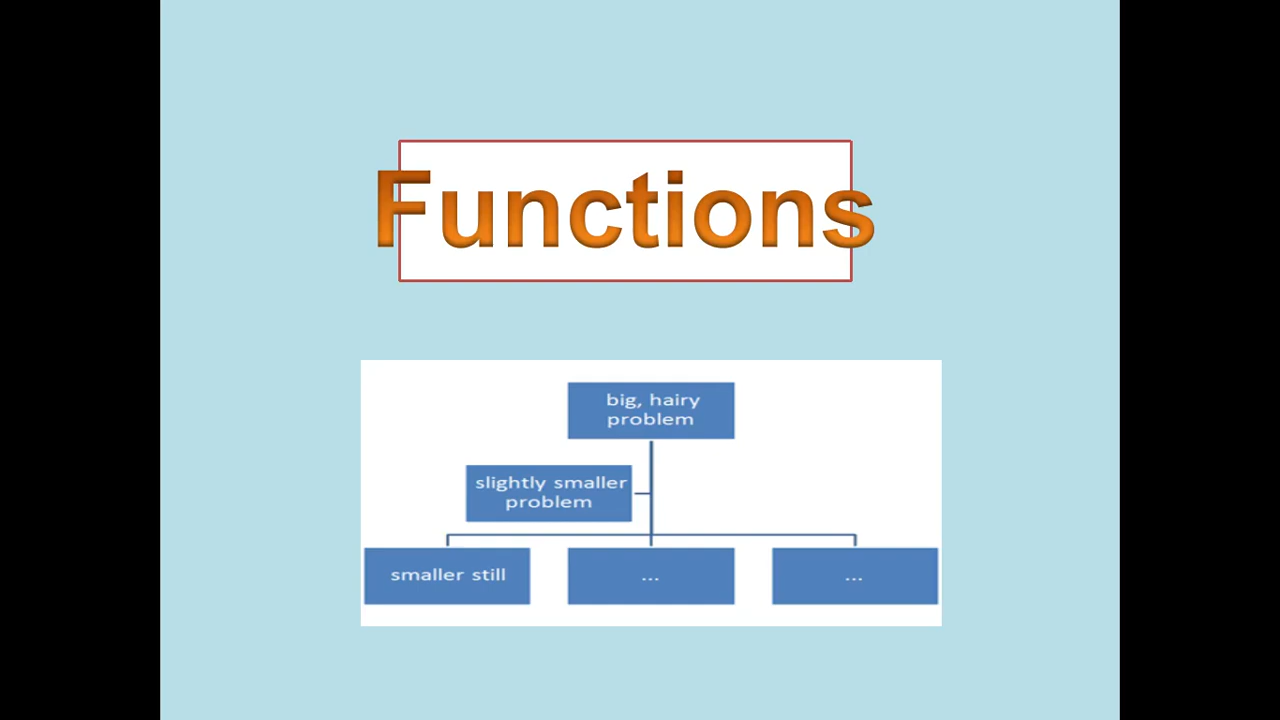 Functions
big, hairy
problem
slightly smaller
problem
smaller still
...
...